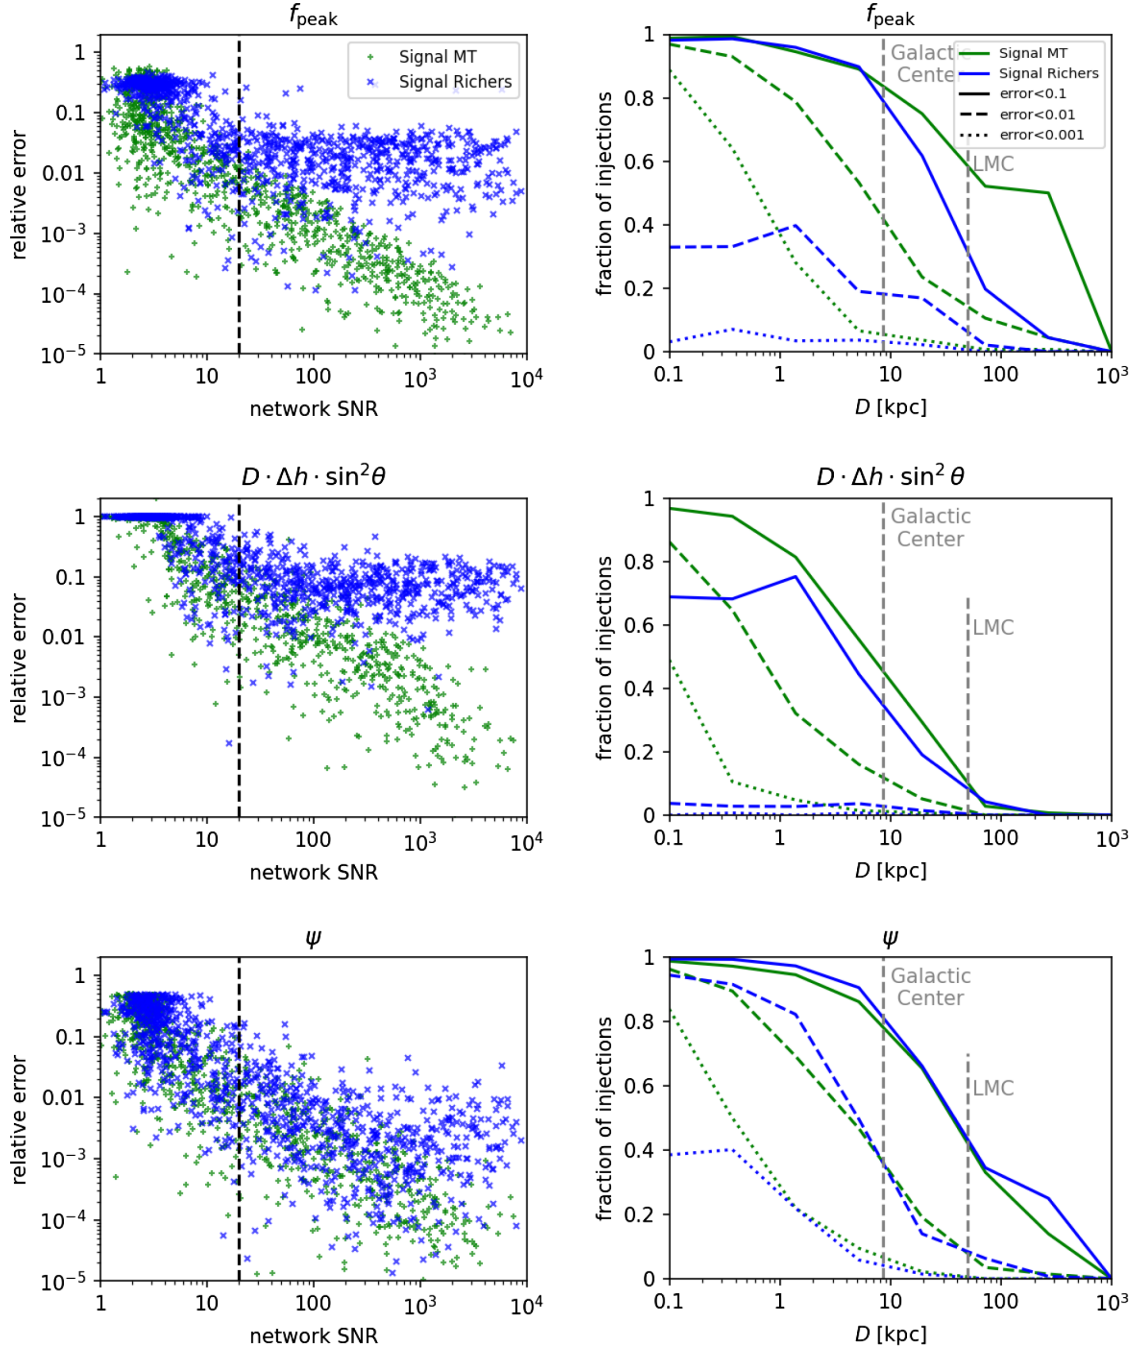 f_peak
relative error
1
0.1
0.01
10^−3
10^−4
10^−5
Signal MT
Signal Richers
1 10 100 10^3 10^4
network SNR
f_peak
fraction of injections
1
0.8
0.6
0.4
0.2
0
Galactic
Center
LMC
Signal MT
Signal Richers
error<0.1
error<0.01
error<0.001
0.1 1 10 100 10^3
D [kpc]
D · Δh · sin²θ
relative error
1
0.1
0.01
10^−3
10^−4
10^−5
1 10 100 10^3 10^4
network SNR
D · Δh · sin² θ
fraction of injections
1
0.8
0.6
0.4
0.2
0
Galactic
Center
LMC
0.1 1 10 100 10^3
D [kpc]
ψ
relative error
1
0.1
0.01
10^−3
10^−4
10^−5
1 10 100 10^3 10^4
network SNR
ψ
fraction of injections
1
0.8
0.6
0.4
0.2
0
Galactic
Center
LMC
0.1 1 10 100 10^3
D [kpc]